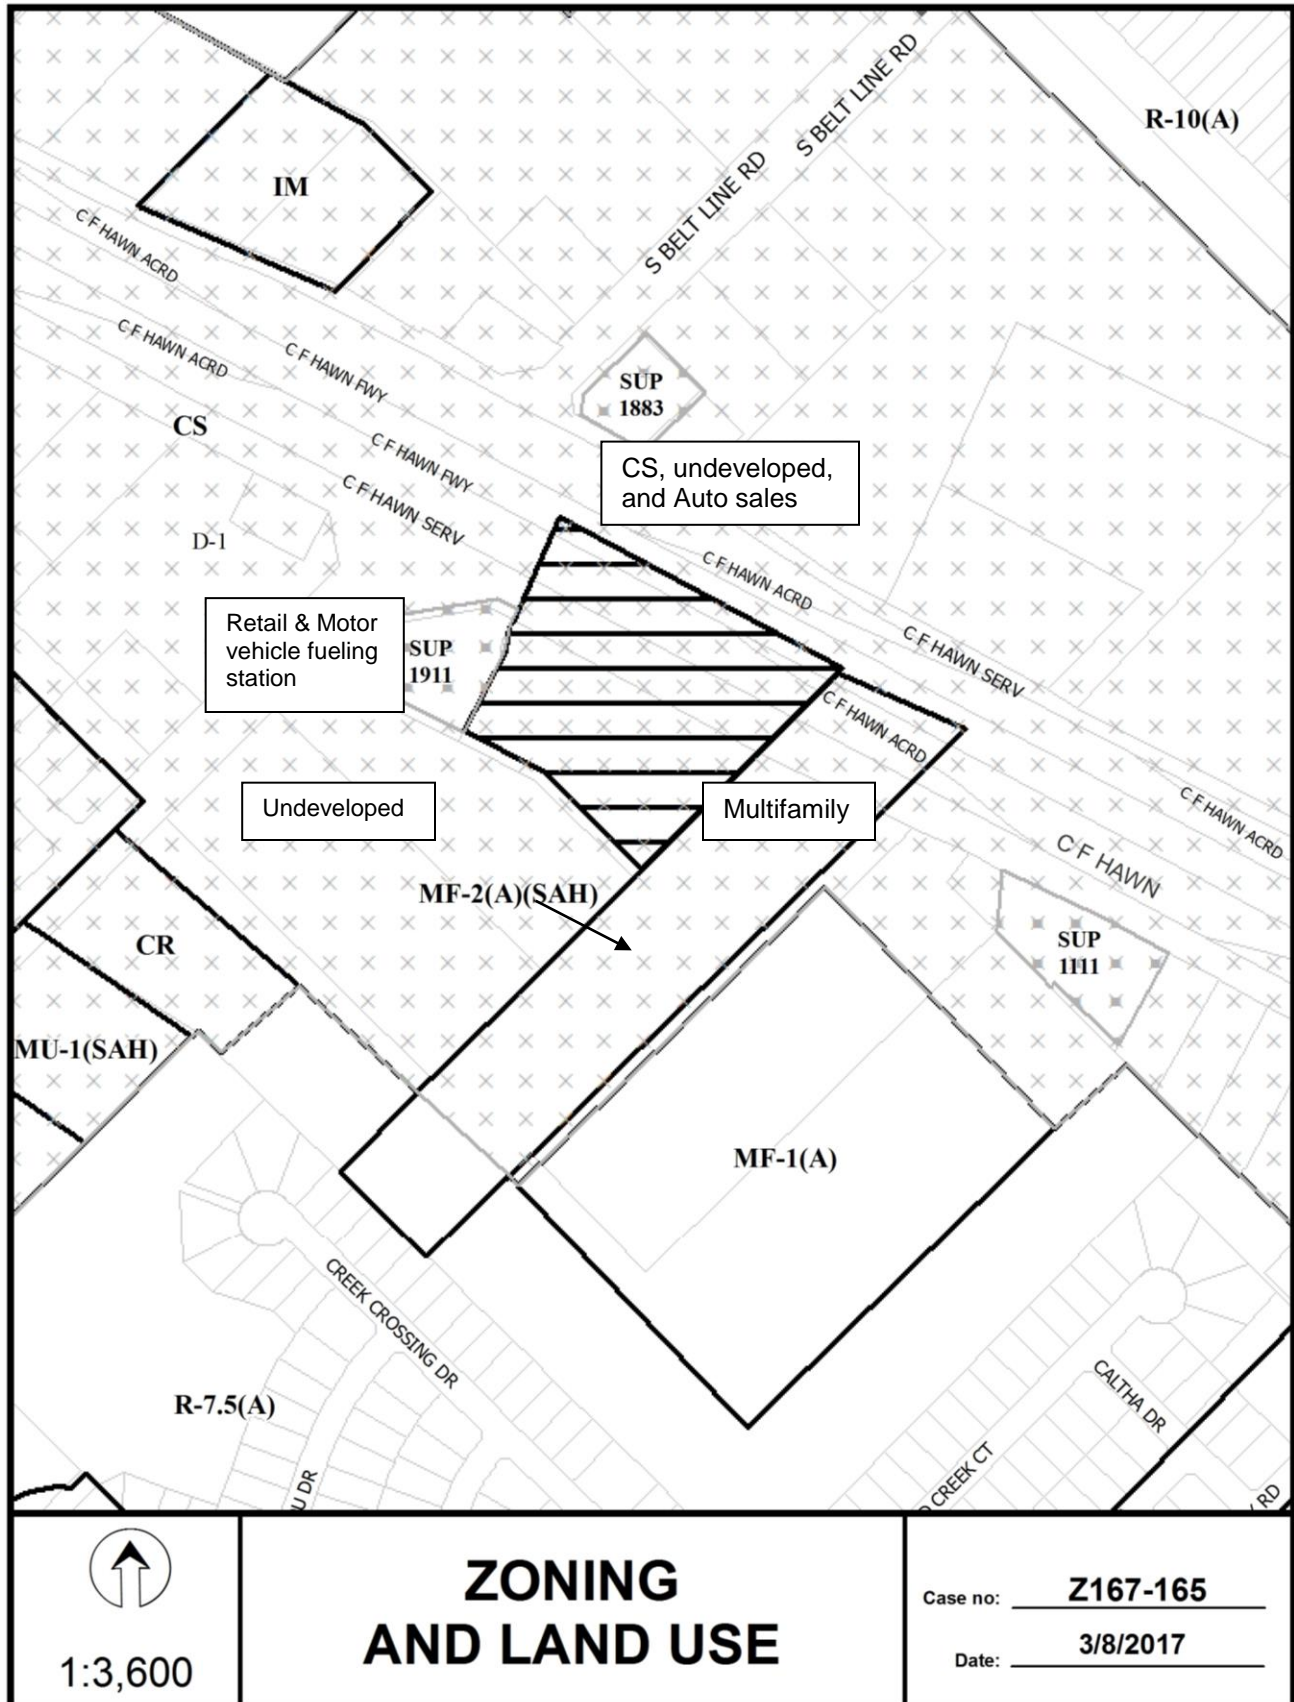 R-10(A)
S BELT LINE RD
S BELT LINE RD
IM
C F HAWN ACRD
C F HAWN ACRD
C F HAWN FWY
SUP
1883
CS
C F HAWN FWY
CS, undeveloped,
and Auto sales
C F HAWN SERV
D-1
C F HAWN ACRD
Retail & Motor
vehicle fueling
station
SUP
1911
C F HAWN SERV
C F HAWN ACRD
Undeveloped
Multifamily
C F HAWN ACRD
C F HAWN
MF-2(A)(SAH)
CR
SUP
1111
MU-1(SAH)
MF-1(A)
CREEK CROSSING DR
CALTHA DR
R-7.5(A)
CREEK CT
U DR
RD
1:3,600
ZONING
AND LAND USE
Case no: Z167-165
Date: 3/8/2017